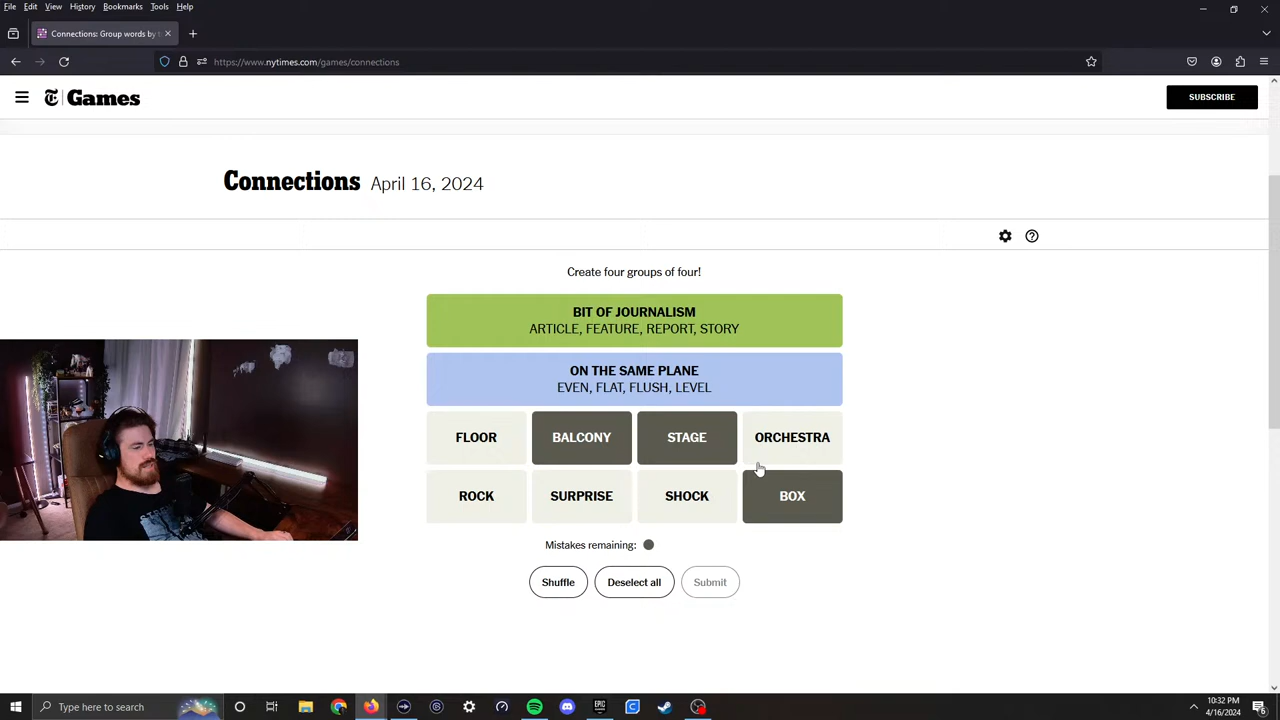 File Edit View History Bookmarks Tools Help
Connections: Group words by
https://www.nytimes.com/games/connections
Games
SUBSCRIBE
Connections April 16, 2024
Create four groups of four!
BIT OF JOURNALISM
ARTICLE, FEATURE, REPORT, STORY
ON THE SAME PLANE
EVEN, FLAT, FLUSH, LEVEL
FLOOR BALCONY STAGE ORCHESTRA
ROCK SURPRISE SHOCK BOX
Mistakes remaining:
Shuffle Deselect all Submit
Type here to search
10:32 PM
4/16/2024